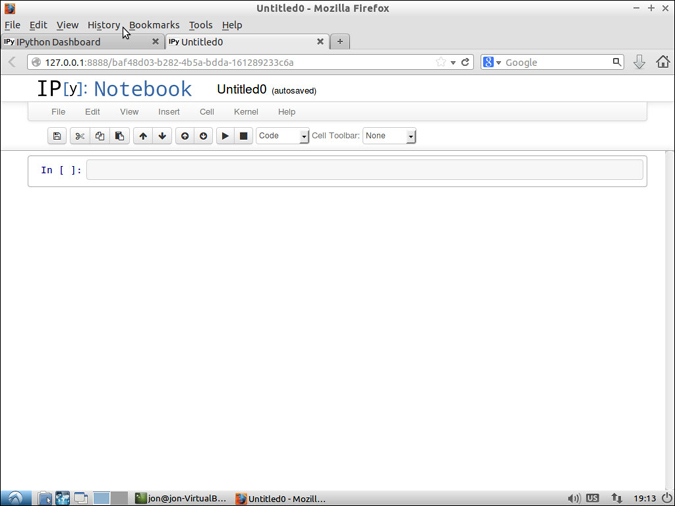 Untitled0 - Mozilla Firefox
File Edit View History Bookmarks Tools Help
IPy IPython Dashboard IPy Untitled0
127.0.0.1:8888/baf48d03-b282-4b5a-bdda-161289233c6a Google
IP[y]: Notebook Untitled0 (autosaved)
File Edit View Insert Cell Kernel Help
Code Cell Toolbar: None
In [ ]:
jon@jon-VirtualB... Untitled0 - Mozill... US 19:13